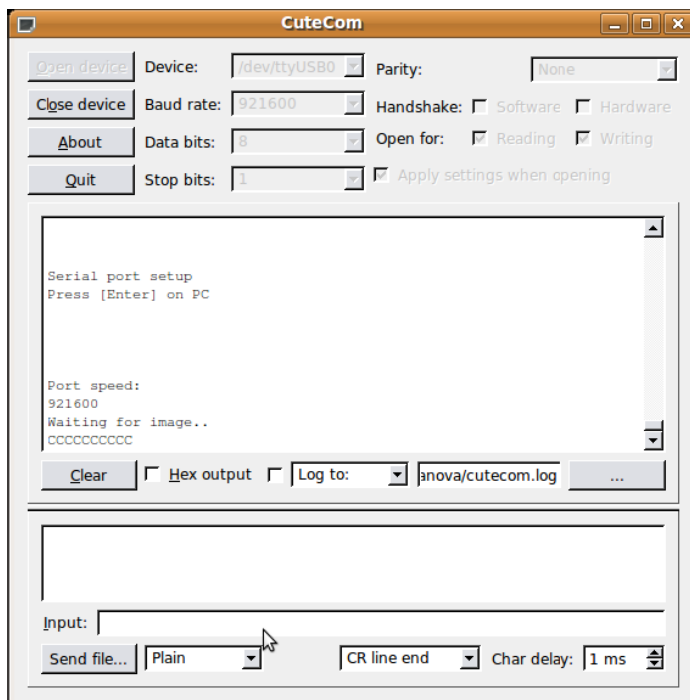 CuteCom
Open device Device: /dev/ttyUSB0 Parity: None
Close device Baud rate: 921600 Handshake: Software Hardware
About Data bits: 8 Open for: Reading Writing
Quit Stop bits: 1 Apply settings when opening
Serial port setup
Press [Enter] on PC
Port speed:
921600
Waiting for image..
CCCCCCCCCC
Clear Hex output Log to: anova/cutecom.log ...
Input:
Send file... Plain CR line end Char delay: 1 ms